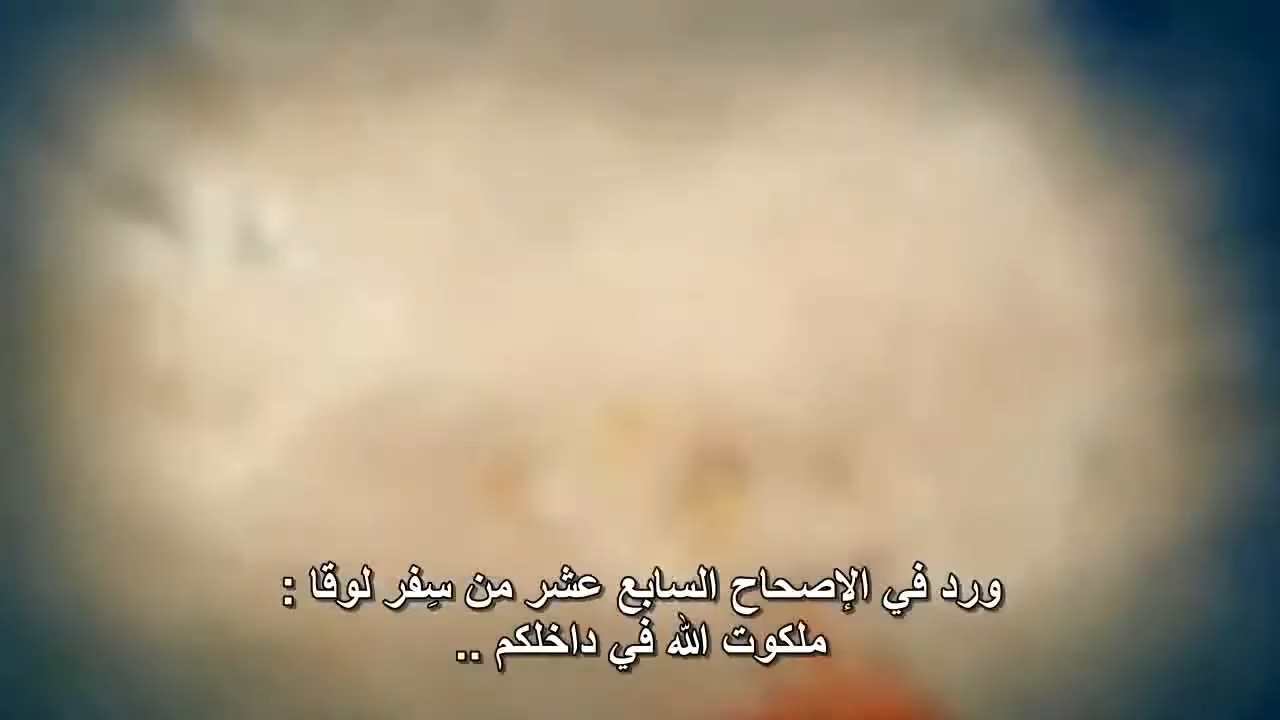 ورد في الإصحاح السابع عشر من سِفر لوقا :
ملكوت الله في داخلكم ..